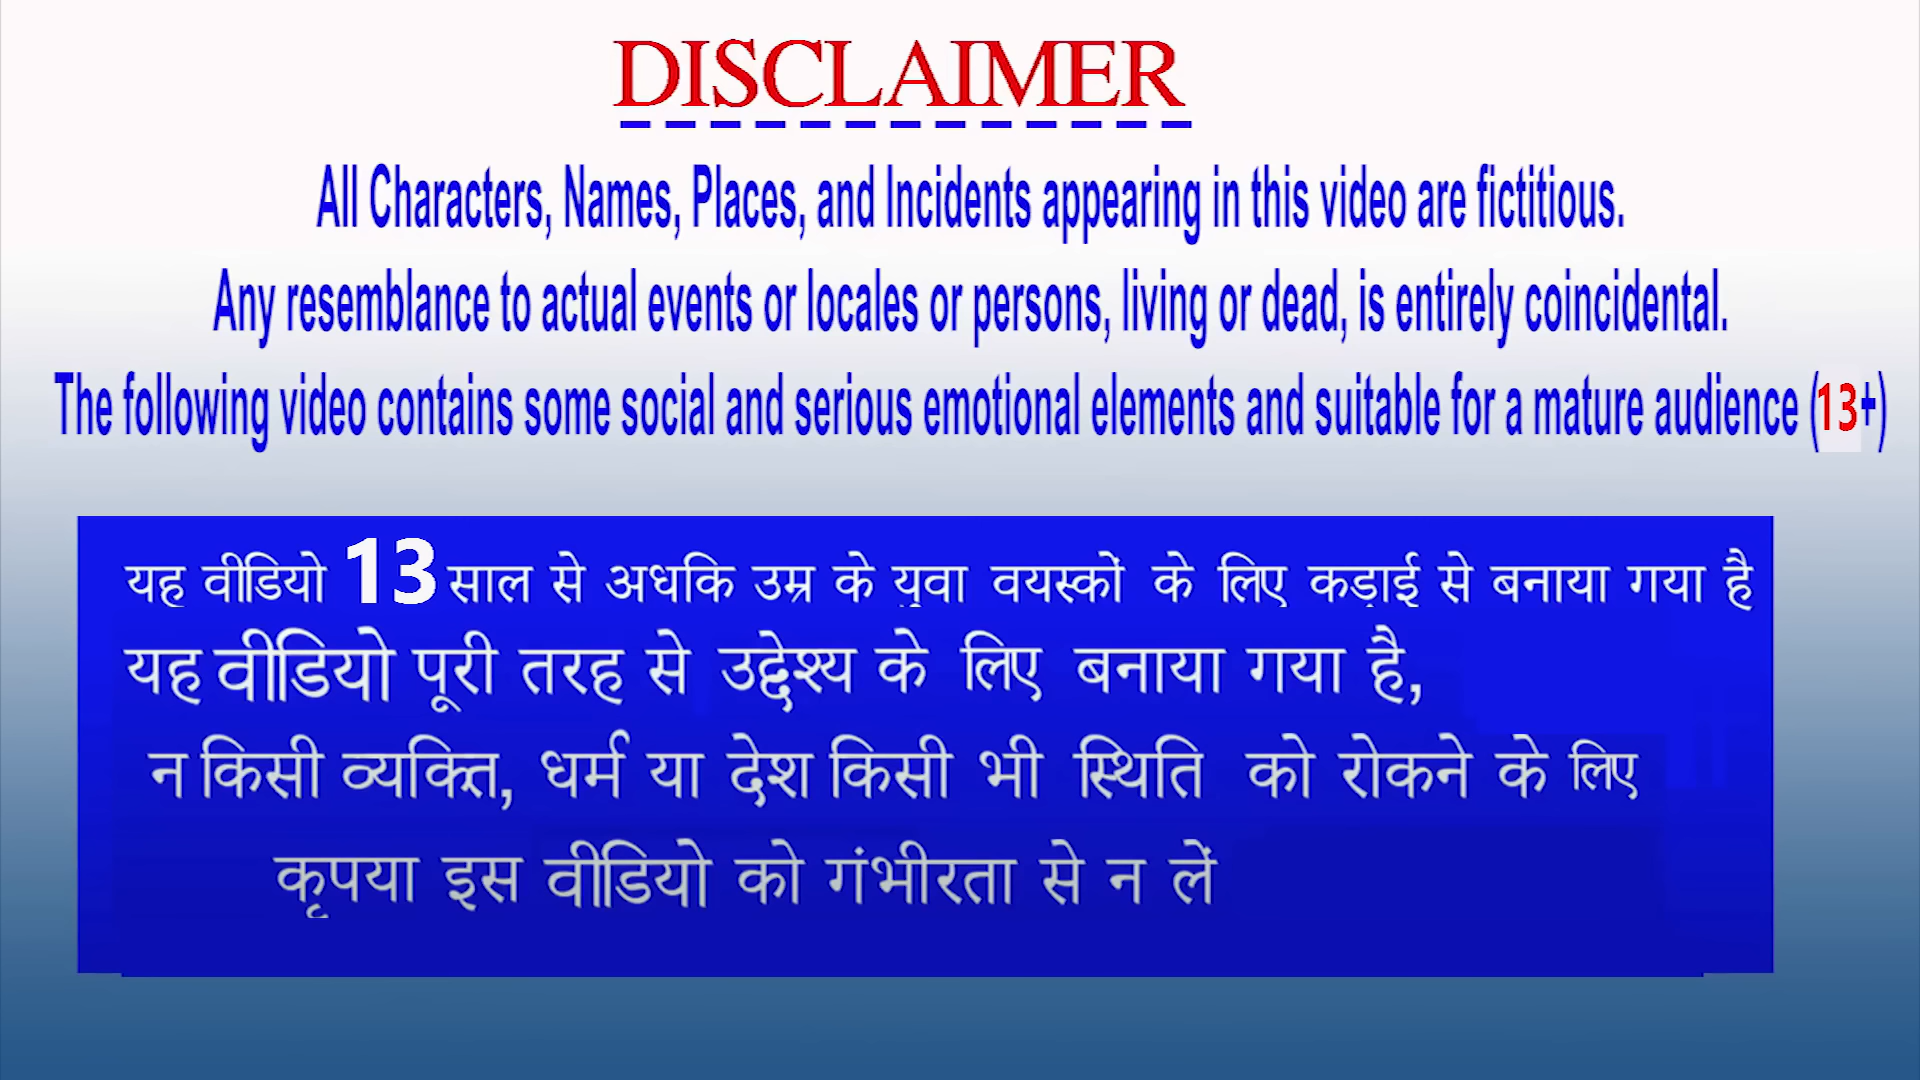 DISCLAIMER
All Characters, Names, Places, and Incidents appearing in this video are fictitious.
Any resemblance to actual events or locales or persons, living or dead, is entirely coincidental.
The following video contains some social and serious emotional elements and suitable for a mature audience (13+)
यह वीडियो 13 साल से अधकि उम्र के युवा वयस्कों के लिए कड़ाई से बनाया गया है
यह वीडियो पूरी तरह से उद्देश्य के लिए बनाया गया है,
न किसी व्यक्ति, धर्म या देश किसी भी स्थिति को रोकने के लिए
कृपया इस वीडियो को गंभीरता से न लें